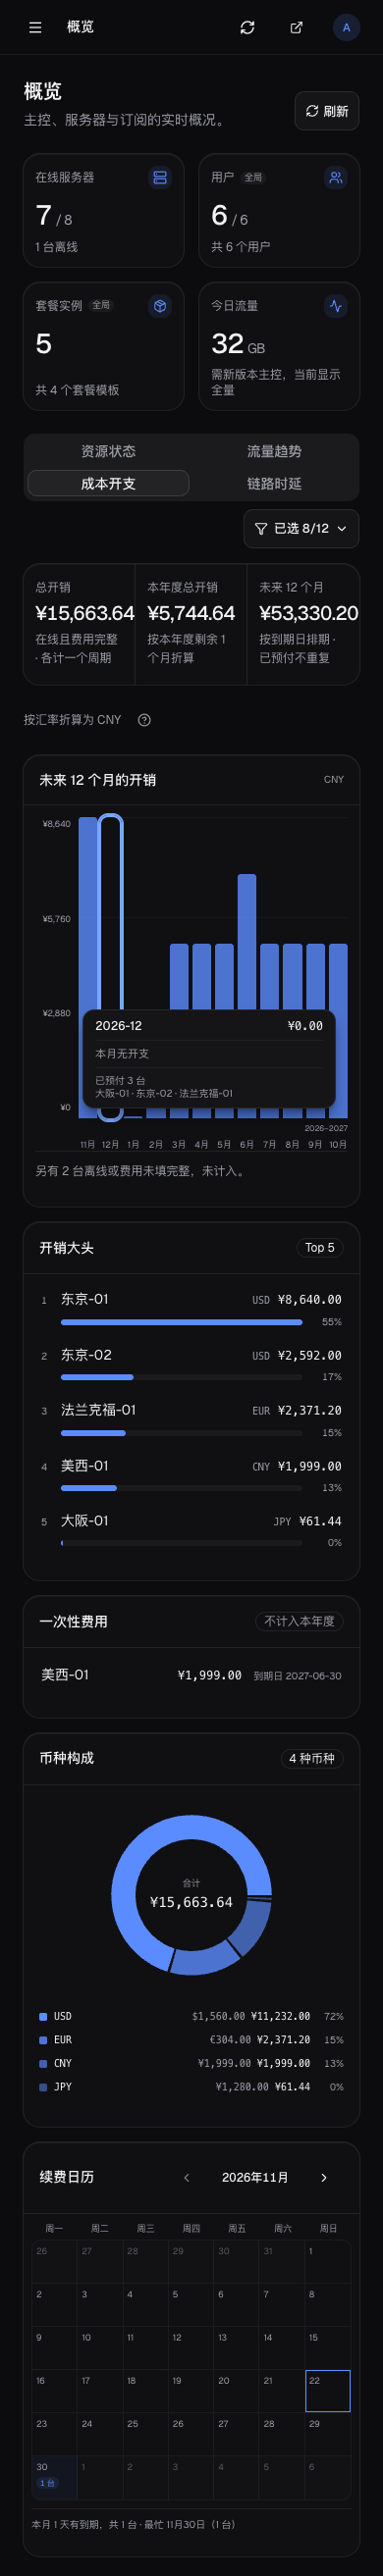 概览
A
概览
主控、服务器与订阅的实时概况。
刷新
在线服务器
7 / 8
1 台离线
用户 全局
6 / 6
共 6 个用户
套餐实例 全局
5
共 4 个套餐模板
今日流量
32 GB
需新版本主控，当前显示
全量
资源状态 流量趋势
成本开支 链路时延
已选 8/12
总开销
¥15,663.64
在线且费用完整
· 各计一个周期
本年度总开销
¥5,744.64
按本年度剩余 1
个月折算
未来 12 个月
¥53,330.20
按到期日排期 ·
已预付不重复
按汇率折算为 CNY
未来 12 个月的开销 CNY
¥8,640
¥5,760
¥2,880
¥0
2026-12 ¥0.00
本月无开支
已预付 3 台
大阪-01 · 东京-02 · 法兰克福-01
2026–2027
11月 12月 1月 2月 3月 4月 5月 6月 7月 8月 9月 10月
另有 2 台离线或费用未填完整，未计入。
开销大头 Top 5
1 东京-01 USD ¥8,640.00
55%
2 东京-02 USD ¥2,592.00
17%
3 法兰克福-01 EUR ¥2,371.20
15%
4 美西-01 CNY ¥1,999.00
13%
5 大阪-01 JPY ¥61.44
0%
一次性费用 不计入本年度
美西-01 ¥1,999.00 到期日 2027-06-30
币种构成 4 种币种
合计
¥15,663.64
USD $1,560.00 ¥11,232.00 72%
EUR €304.00 ¥2,371.20 15%
CNY ¥1,999.00 ¥1,999.00 13%
JPY ¥1,280.00 ¥61.44 0%
续费日历 2026年11月
周一 周二 周三 周四 周五 周六 周日
26 27 28 29 30 31 1
2 3 4 5 6 7 8
9 10 11 12 13 14 15
16 17 18 19 20 21 22
23 24 25 26 27 28 29
30 1 2 3 4 5 6
1 台
本月 1 天有到期，共 1 台 · 最忙 11月30日（1 台）